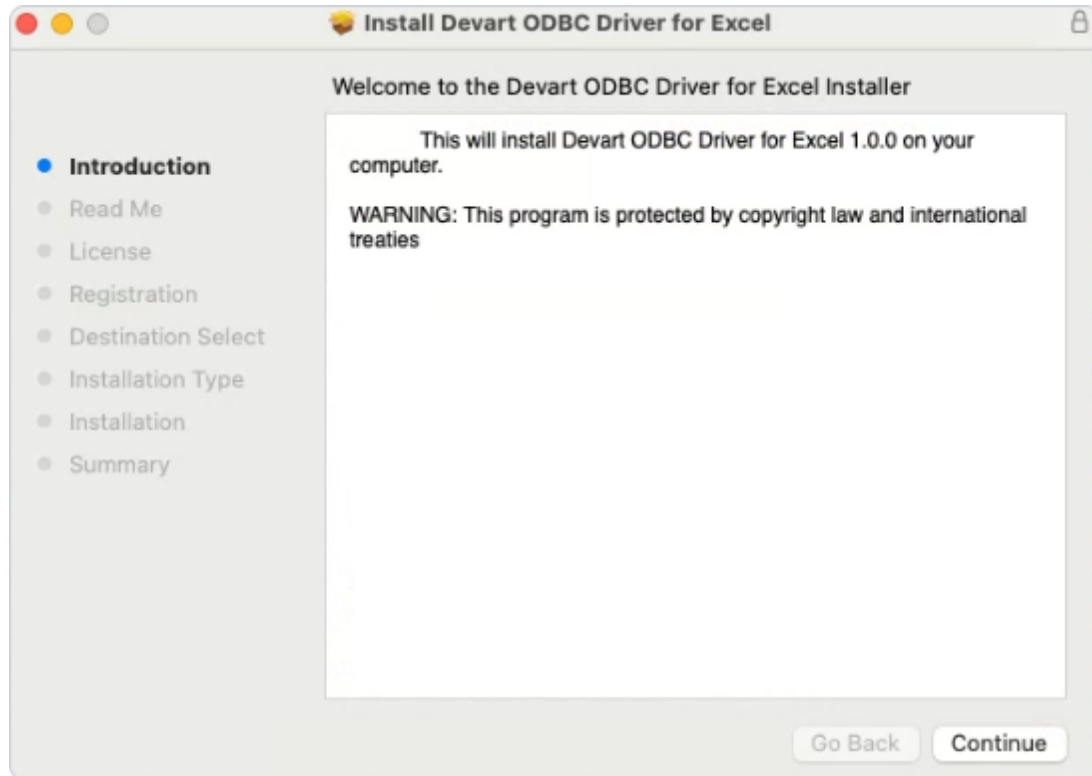 Install Devart ODBC Driver for Excel
Welcome to the Devart ODBC Driver for Excel Installer
Introduction
Read Me
License
Registration
Destination Select
Installation Type
Installation
Summary
This will install Devart ODBC Driver for Excel 1.0.0 on your
computer.
WARNING: This program is protected by copyright law and international
treaties
Go Back
Continue